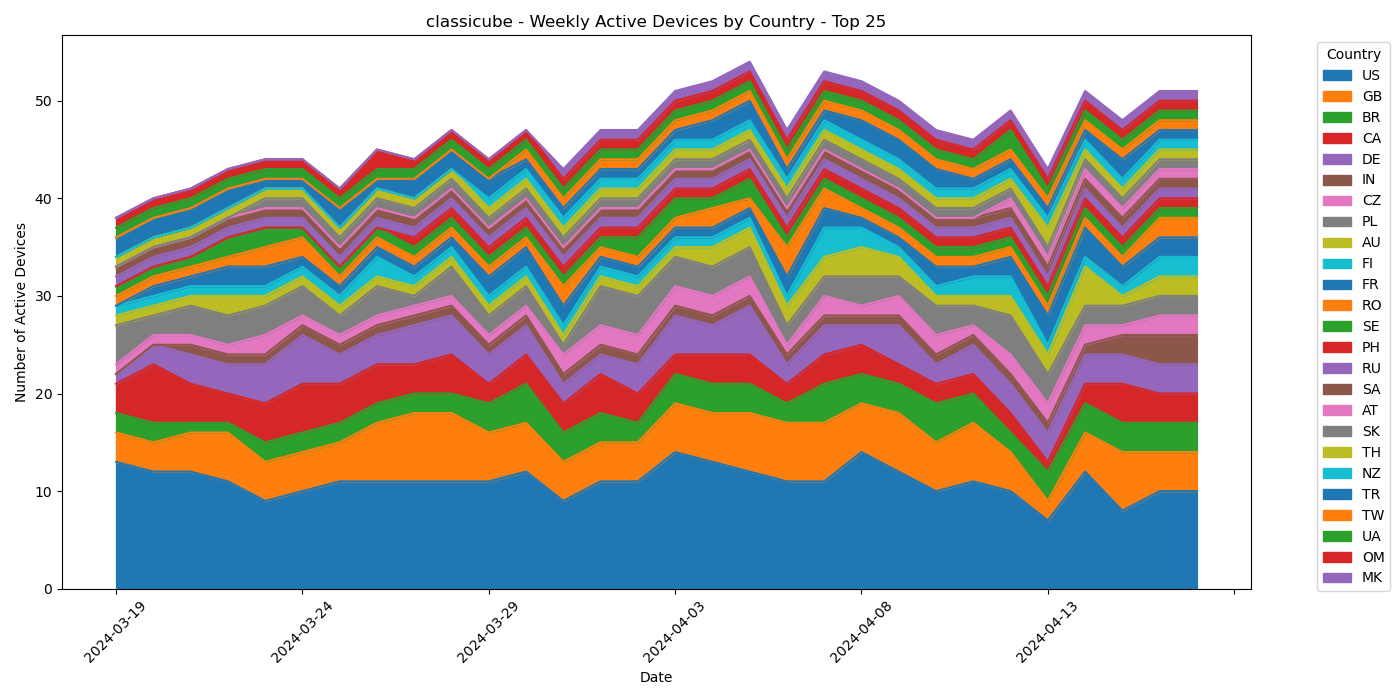 classicube - Weekly Active Devices by Country - Top 25
Number of Active Devices
50
40
30
20
10
0
2024-03-19
2024-03-24
2024-03-29
2024-04-03
2024-04-08
2024-04-13
Date
Country
US
GB
BR
CA
DE
IN
CZ
PL
AU
FI
FR
RO
SE
PH
RU
SA
AT
SK
TH
NZ
TR
TW
UA
OM
MK